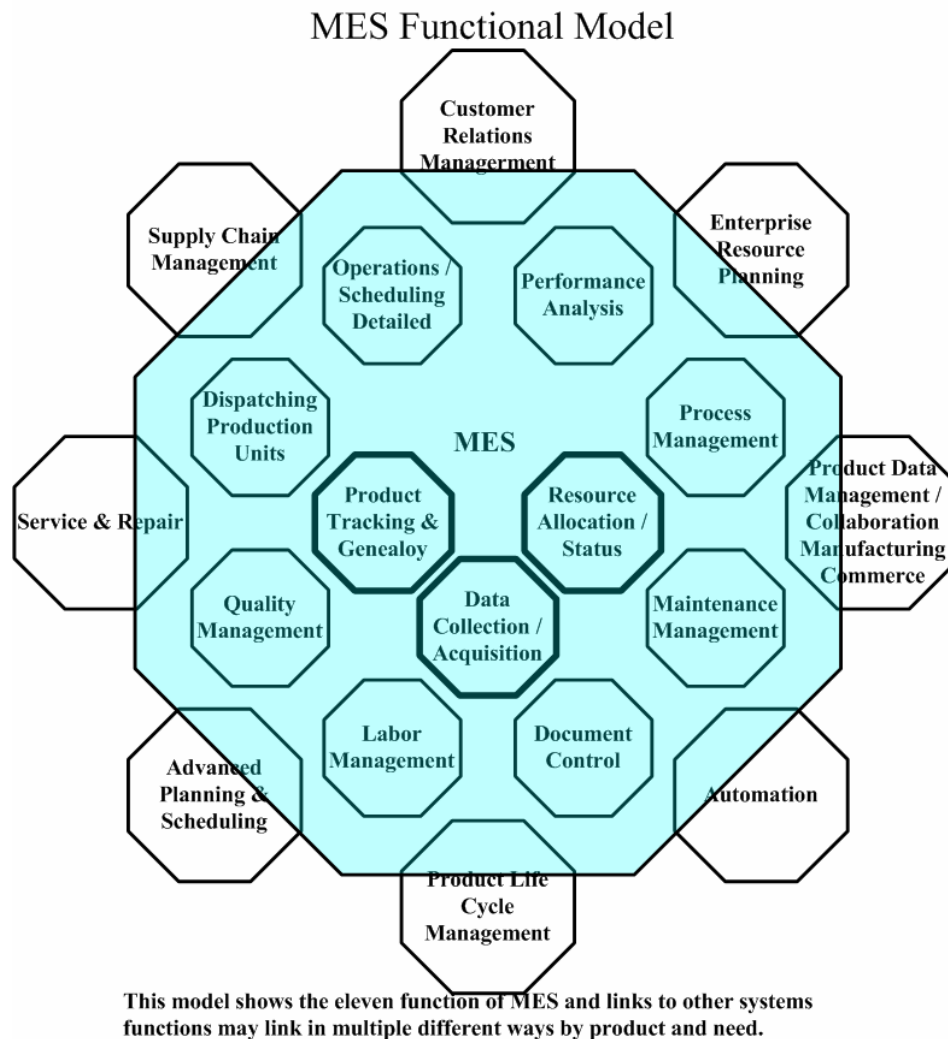 MES Functional Model
Customer
Relations
Managerment
Supply Chain
Management
Enterprise
Resource
Planning
Operations /
Scheduling
Detailed
Performance
Analysis
Dispatching
Production
Units
Process
Management
MES
Product
Tracking &
Genealoy
Resource
Allocation /
Status
Service & Repair
Product Data
Management /
Collaboration
Manufacturing
Commerce
Quality
Management
Data
Collection /
Acquisition
Maintenance
Management
Labor
Management
Document
Control
Advanced
Planning &
Scheduling
Automation
Product Life
Cycle
Management
This model shows the eleven function of MES and links to other systems
functions may link in multiple different ways by product and need.